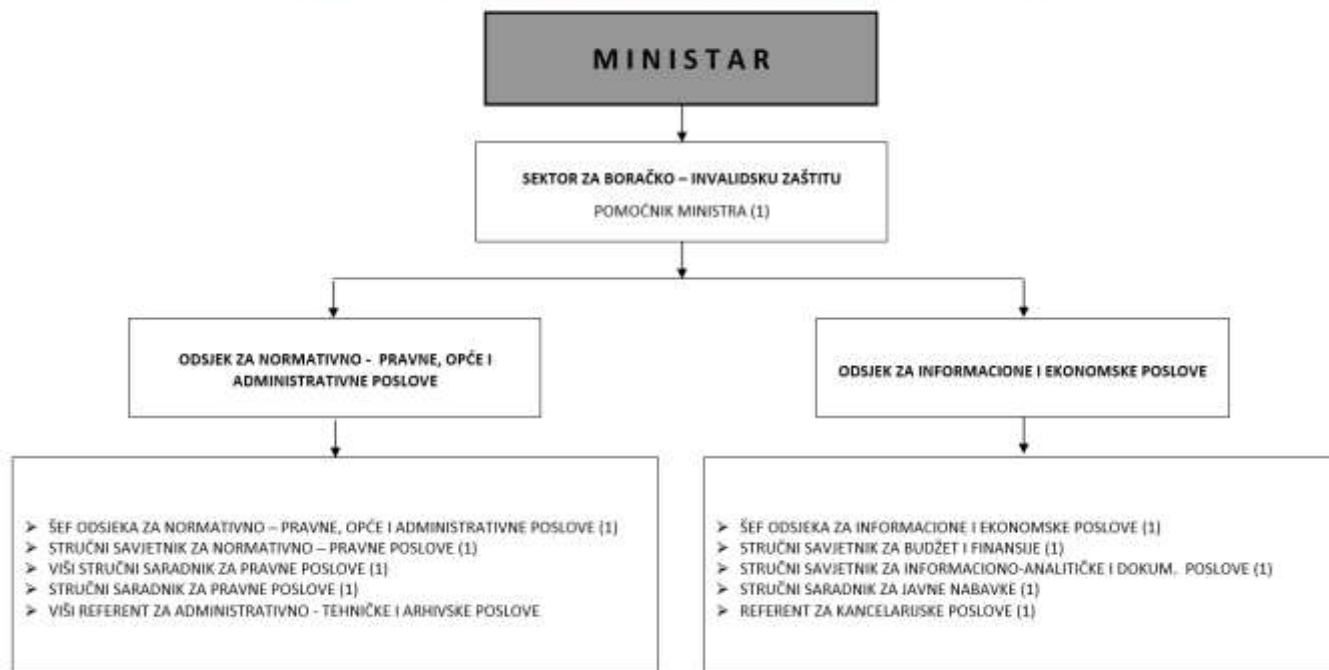 MINISTAR
SEKTOR ZA BORAČKO – INVALIDSKU ZAŠTITU
POMOĆNIK MINISTRA (1)
ODSJEK ZA NORMATIVNO - PRAVNE, OPĆE I
ADMINISTRATIVNE POSLOVE
ODSJEK ZA INFORMACIONE I EKONOMSKE POSLOVE
➢ ŠEF ODSJEKA ZA NORMATIVNO – PRAVNE, OPĆE I ADMINISTRATIVNE POSLOVE (1)
➢ STRUČNI SAVJETNIK ZA NORMATIVNO – PRAVNE POSLOVE (1)
➢ VIŠI STRUČNI SARADNIK ZA PRAVNE POSLOVE (1)
➢ STRUČNI SARADNIK ZA PRAVNE POSLOVE (1)
➢ VIŠI REFERENT ZA ADMINISTRATIVNO - TEHNIČKE I ARHIVSKE POSLOVE
➢ ŠEF ODSJEKA ZA INFORMACIONE I EKONOMSKE POSLOVE (1)
➢ STRUČNI SAVJETNIK ZA BUDŽET I FINANSIJE (1)
➢ STRUČNI SAVJETNIK ZA INFORMACIONO-ANALITIČKE I DOKUM. POSLOVE (1)
➢ STRUČNI SARADNIK ZA JAVNE NABAVKE (1)
➢ REFERENT ZA KANCELARIJSKE POSLOVE (1)